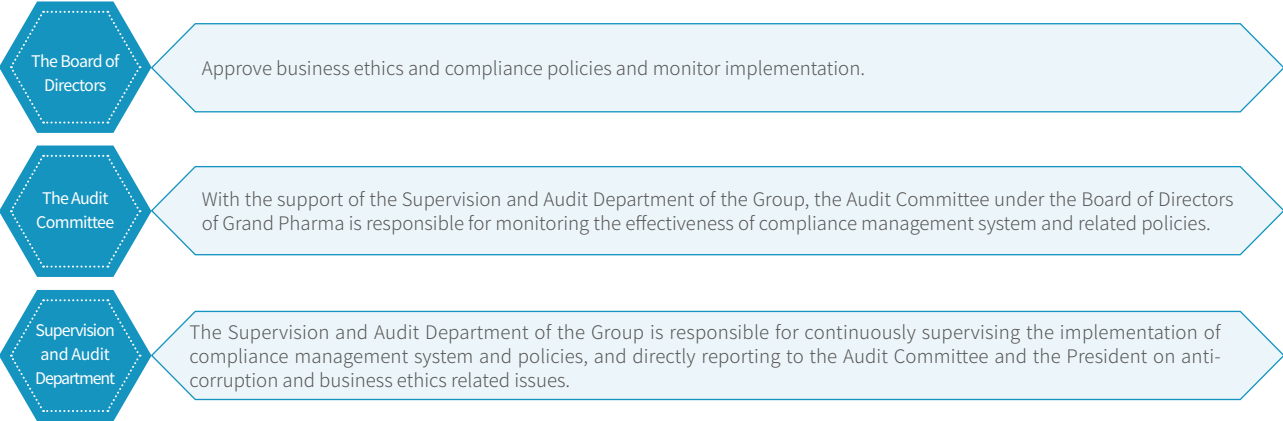 The Board of
Directors
Approve business ethics and compliance policies and monitor implementation.
The Audit
Committee
With the support of the Supervision and Audit Department of the Group, the Audit Committee under the Board of Directors
of Grand Pharma is responsible for monitoring the effectiveness of compliance management system and related policies.
Supervision
and Audit
Department
The Supervision and Audit Department of the Group is responsible for continuously supervising the implementation of
compliance management system and policies, and directly reporting to the Audit Committee and the President on anti-
corruption and business ethics related issues.